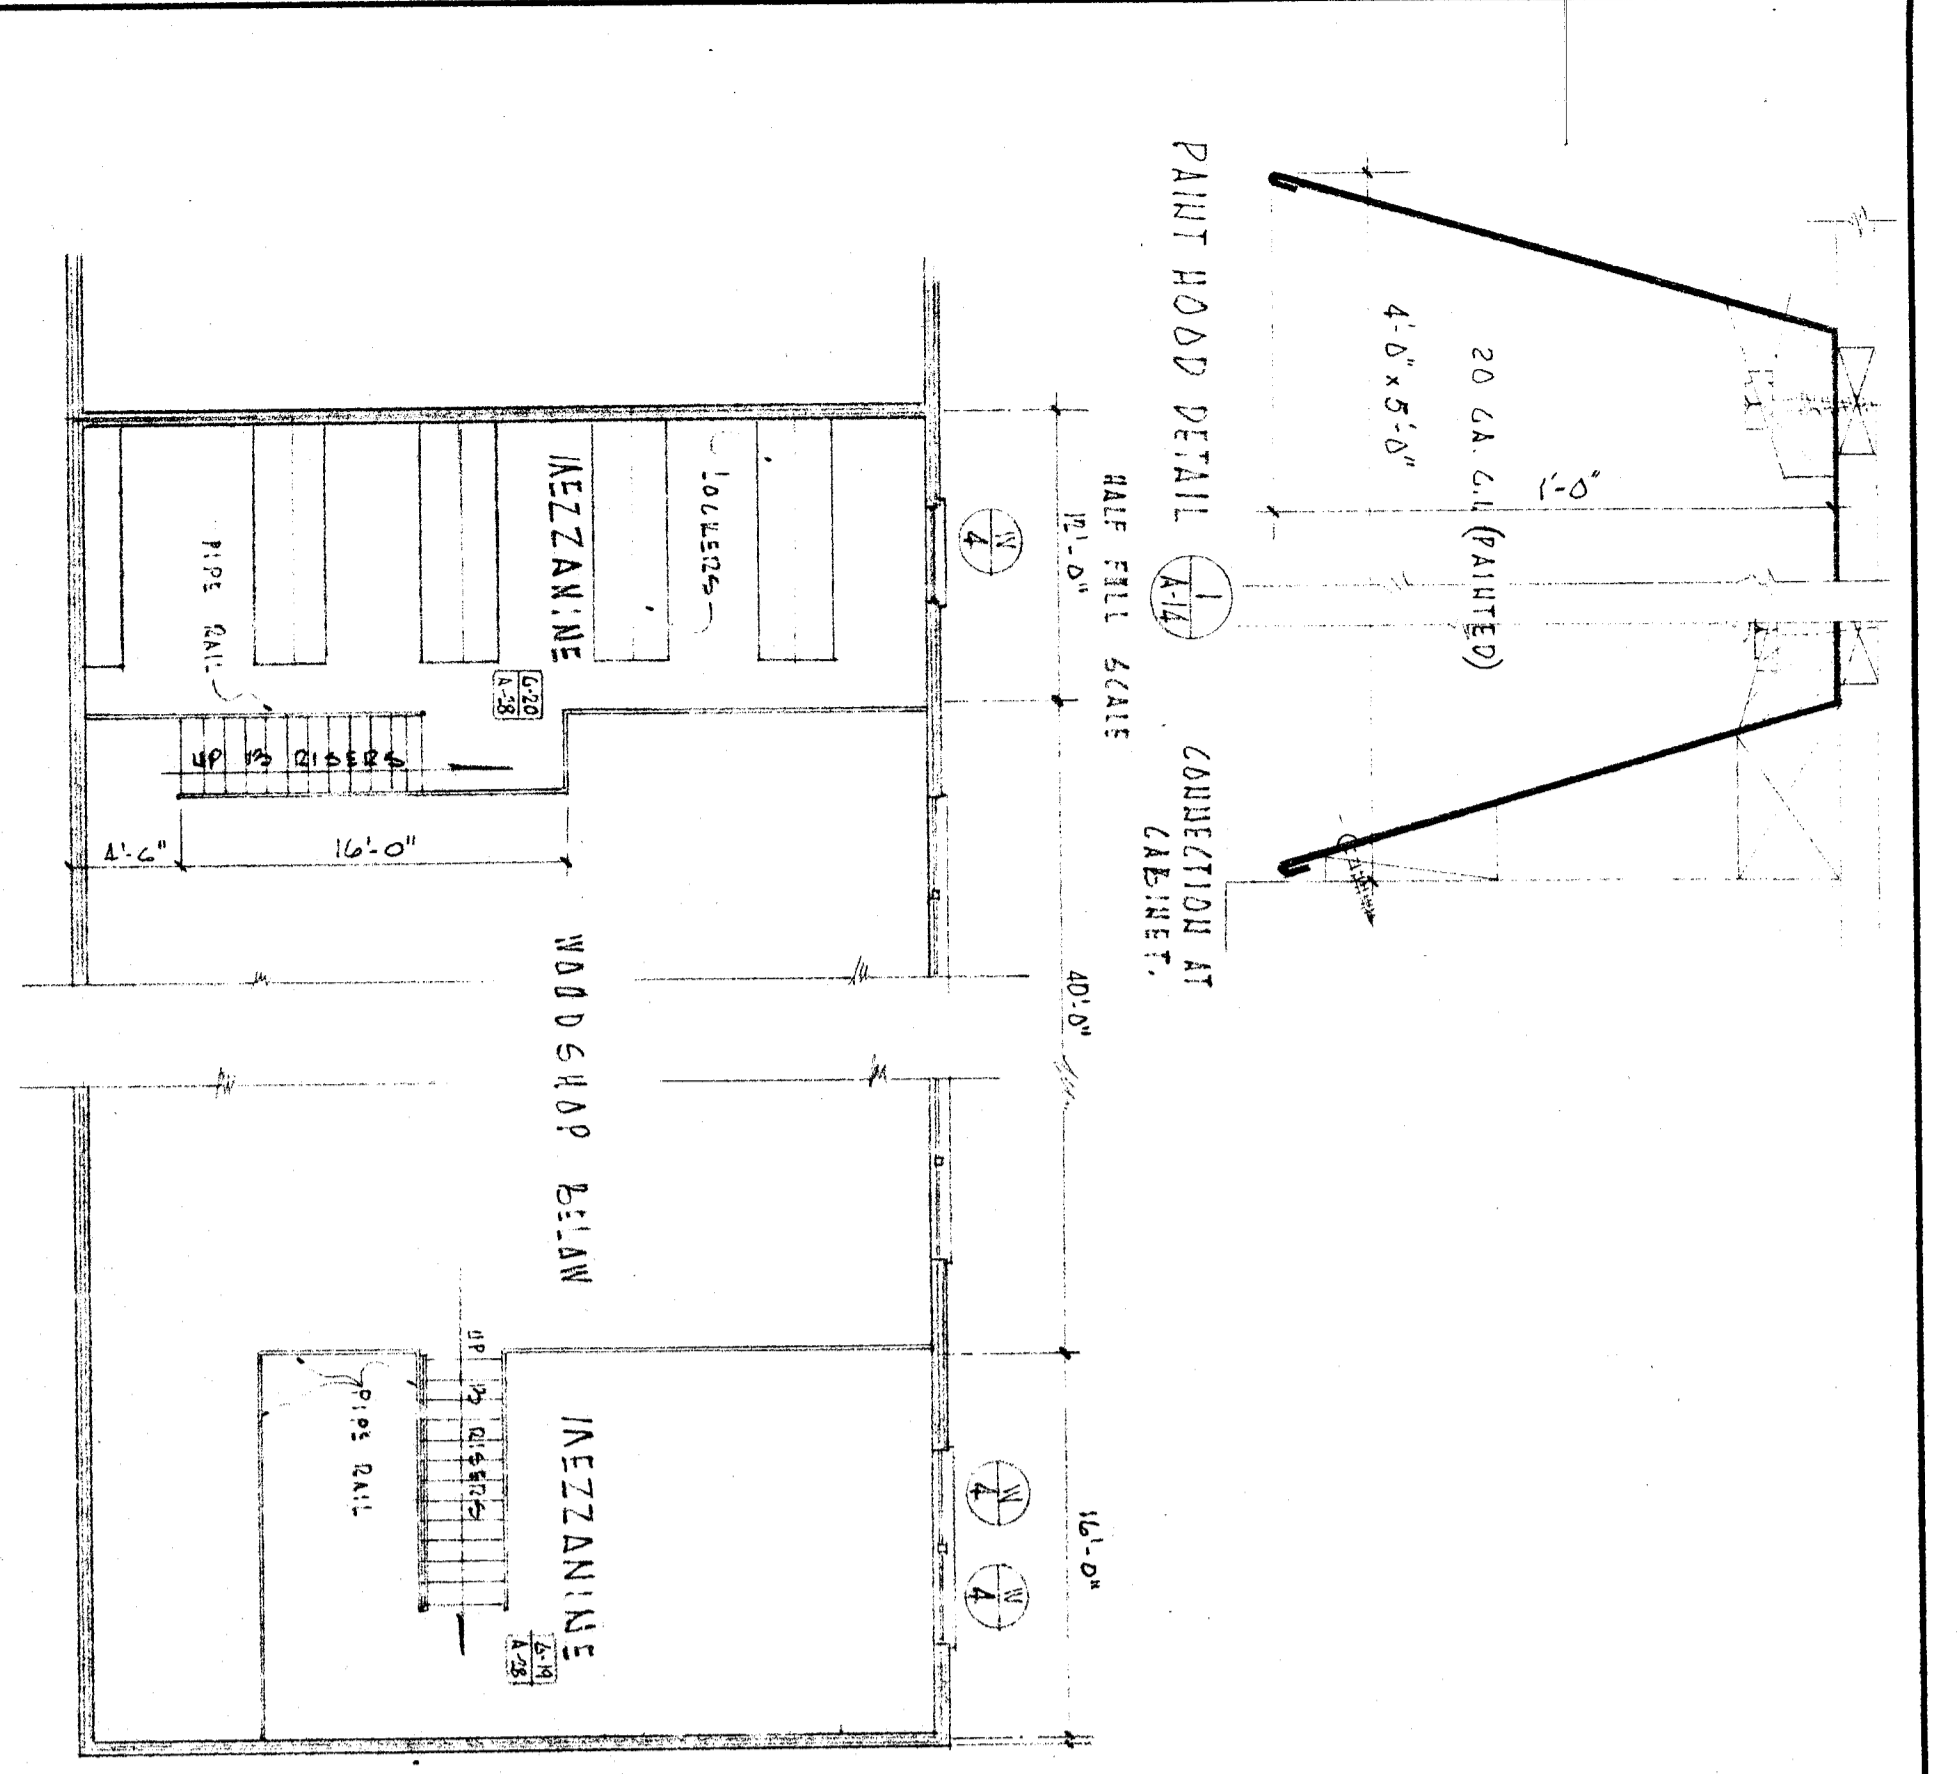 20 GA. G.I. (PAINTED)
4'-0" x 5'-0"
1'-0"
PAINT HOOD DETAIL
1
A-14
HALF FULL SCALE
CONNECTION AT
CABINET.
12'-0"
40'-0"
16'-0"
W
4
W
4
W
4
LOCKERS
MEZZANINE
G-20
A-28
PIPE RAIL
UP 13 RISERS
4'-6"
16'-0"
WOODSHOP BELOW
MEZZANINE
G-19
A-28
UP 13 RISERS
PIPE RAIL